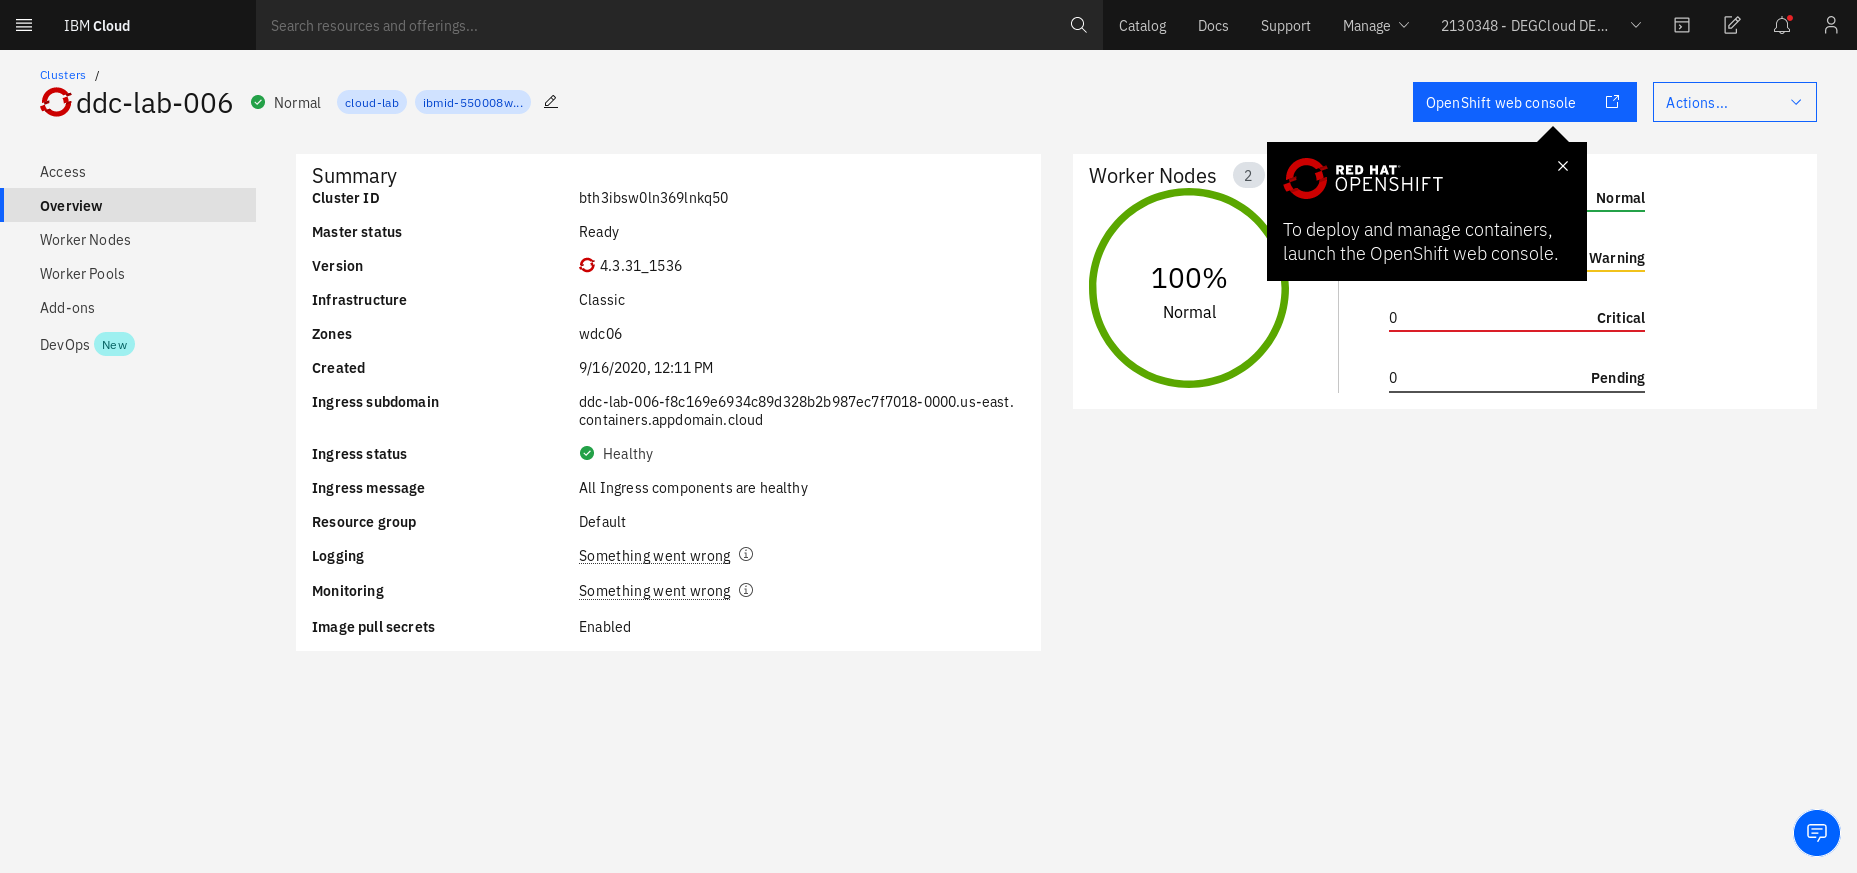 IBM Cloud
Search resources and offerings...
Catalog
Docs
Support
Manage
2130348 - DEGCloud DE...
Clusters /
ddc-lab-006
Normal
cloud-lab
ibmid-550008w...
OpenShift web console
Actions...
Access
Overview
Worker Nodes
Worker Pools
Add-ons
DevOps New
Summary
Cluster ID bth3ibsw0ln369lnkq50
Master status Ready
Version 4.3.31_1536
Infrastructure Classic
Zones wdc06
Created 9/16/2020, 12:11 PM
Ingress subdomain ddc-lab-006-f8c169e6934c89d328b2b987ec7f7018-0000.us-east.
containers.appdomain.cloud
Ingress status Healthy
Ingress message All Ingress components are healthy
Resource group Default
Logging Something went wrong
Monitoring Something went wrong
Image pull secrets Enabled
Worker Nodes 2
100%
Normal
RED HAT
OPENSHIFT
To deploy and manage containers,
launch the OpenShift web console.
Normal
Warning
0 Critical
0 Pending